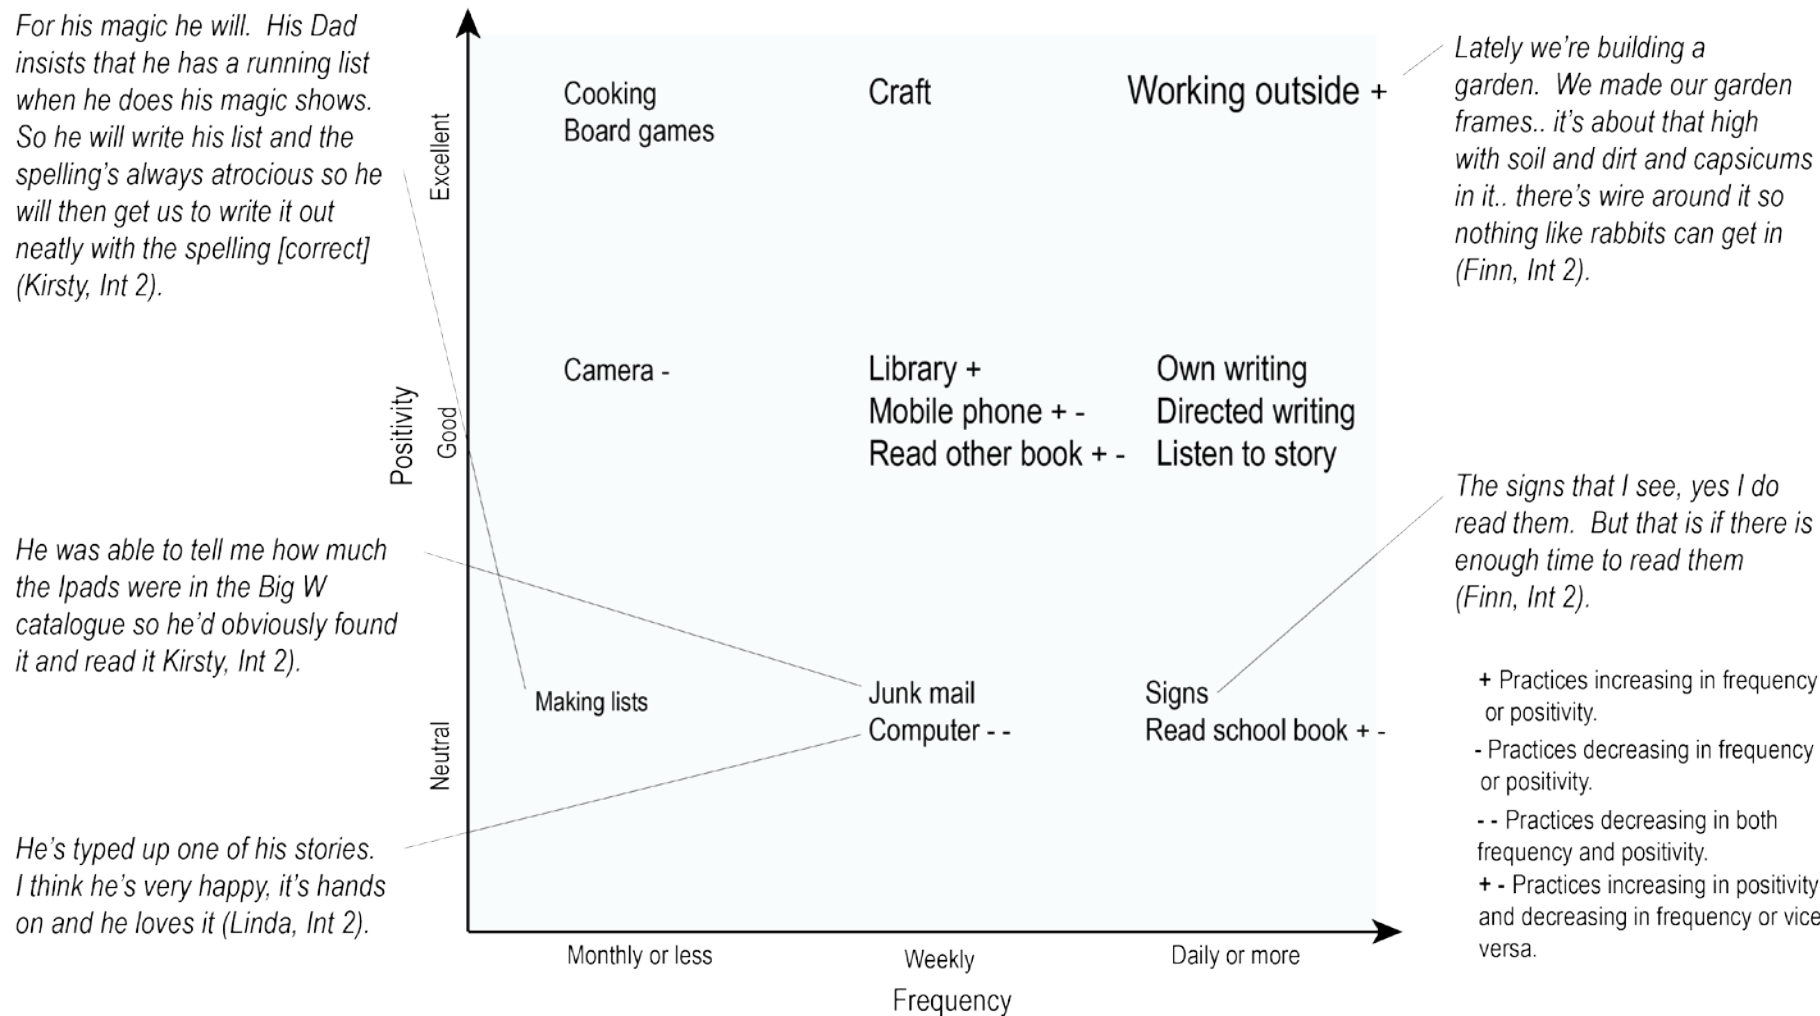 For his magic he will.  His Dad
insists that he has a running list
when he does his magic shows.
So he will write his list and the
spelling's always atrocious so he
will then get us to write it out
neatly with the spelling [correct]
(Kirsty, Int 2).
He was able to tell me how much
the Ipads were in the Big W
catalogue so he'd obviously found
it and read it Kirsty, Int 2).
He's typed up one of his stories.
I think he's very happy, it's hands
on and he loves it (Linda, Int 2).
Positivity
Excellent
Good
Neutral
Cooking
Board games
Craft
Working outside +
Camera -
Library +
Mobile phone + -
Read other book + -
Own writing
Directed writing
Listen to story
Making lists
Junk mail
Computer - -
Signs
Read school book + -
Monthly or less
Weekly
Daily or more
Frequency
Lately we're building a
garden.  We made our garden
frames.. it's about that high
with soil and dirt and capsicums
in it.. there's wire around it so
nothing like rabbits can get in
(Finn, Int 2).
The signs that I see, yes I do
read them.  But that is if there is
enough time to read them
(Finn, Int 2).
+ Practices increasing in frequency
or positivity.
- Practices decreasing in frequency
or positivity.
- - Practices decreasing in both
frequency and positivity.
+ - Practices increasing in positivity
and decreasing in frequency or vice
versa.